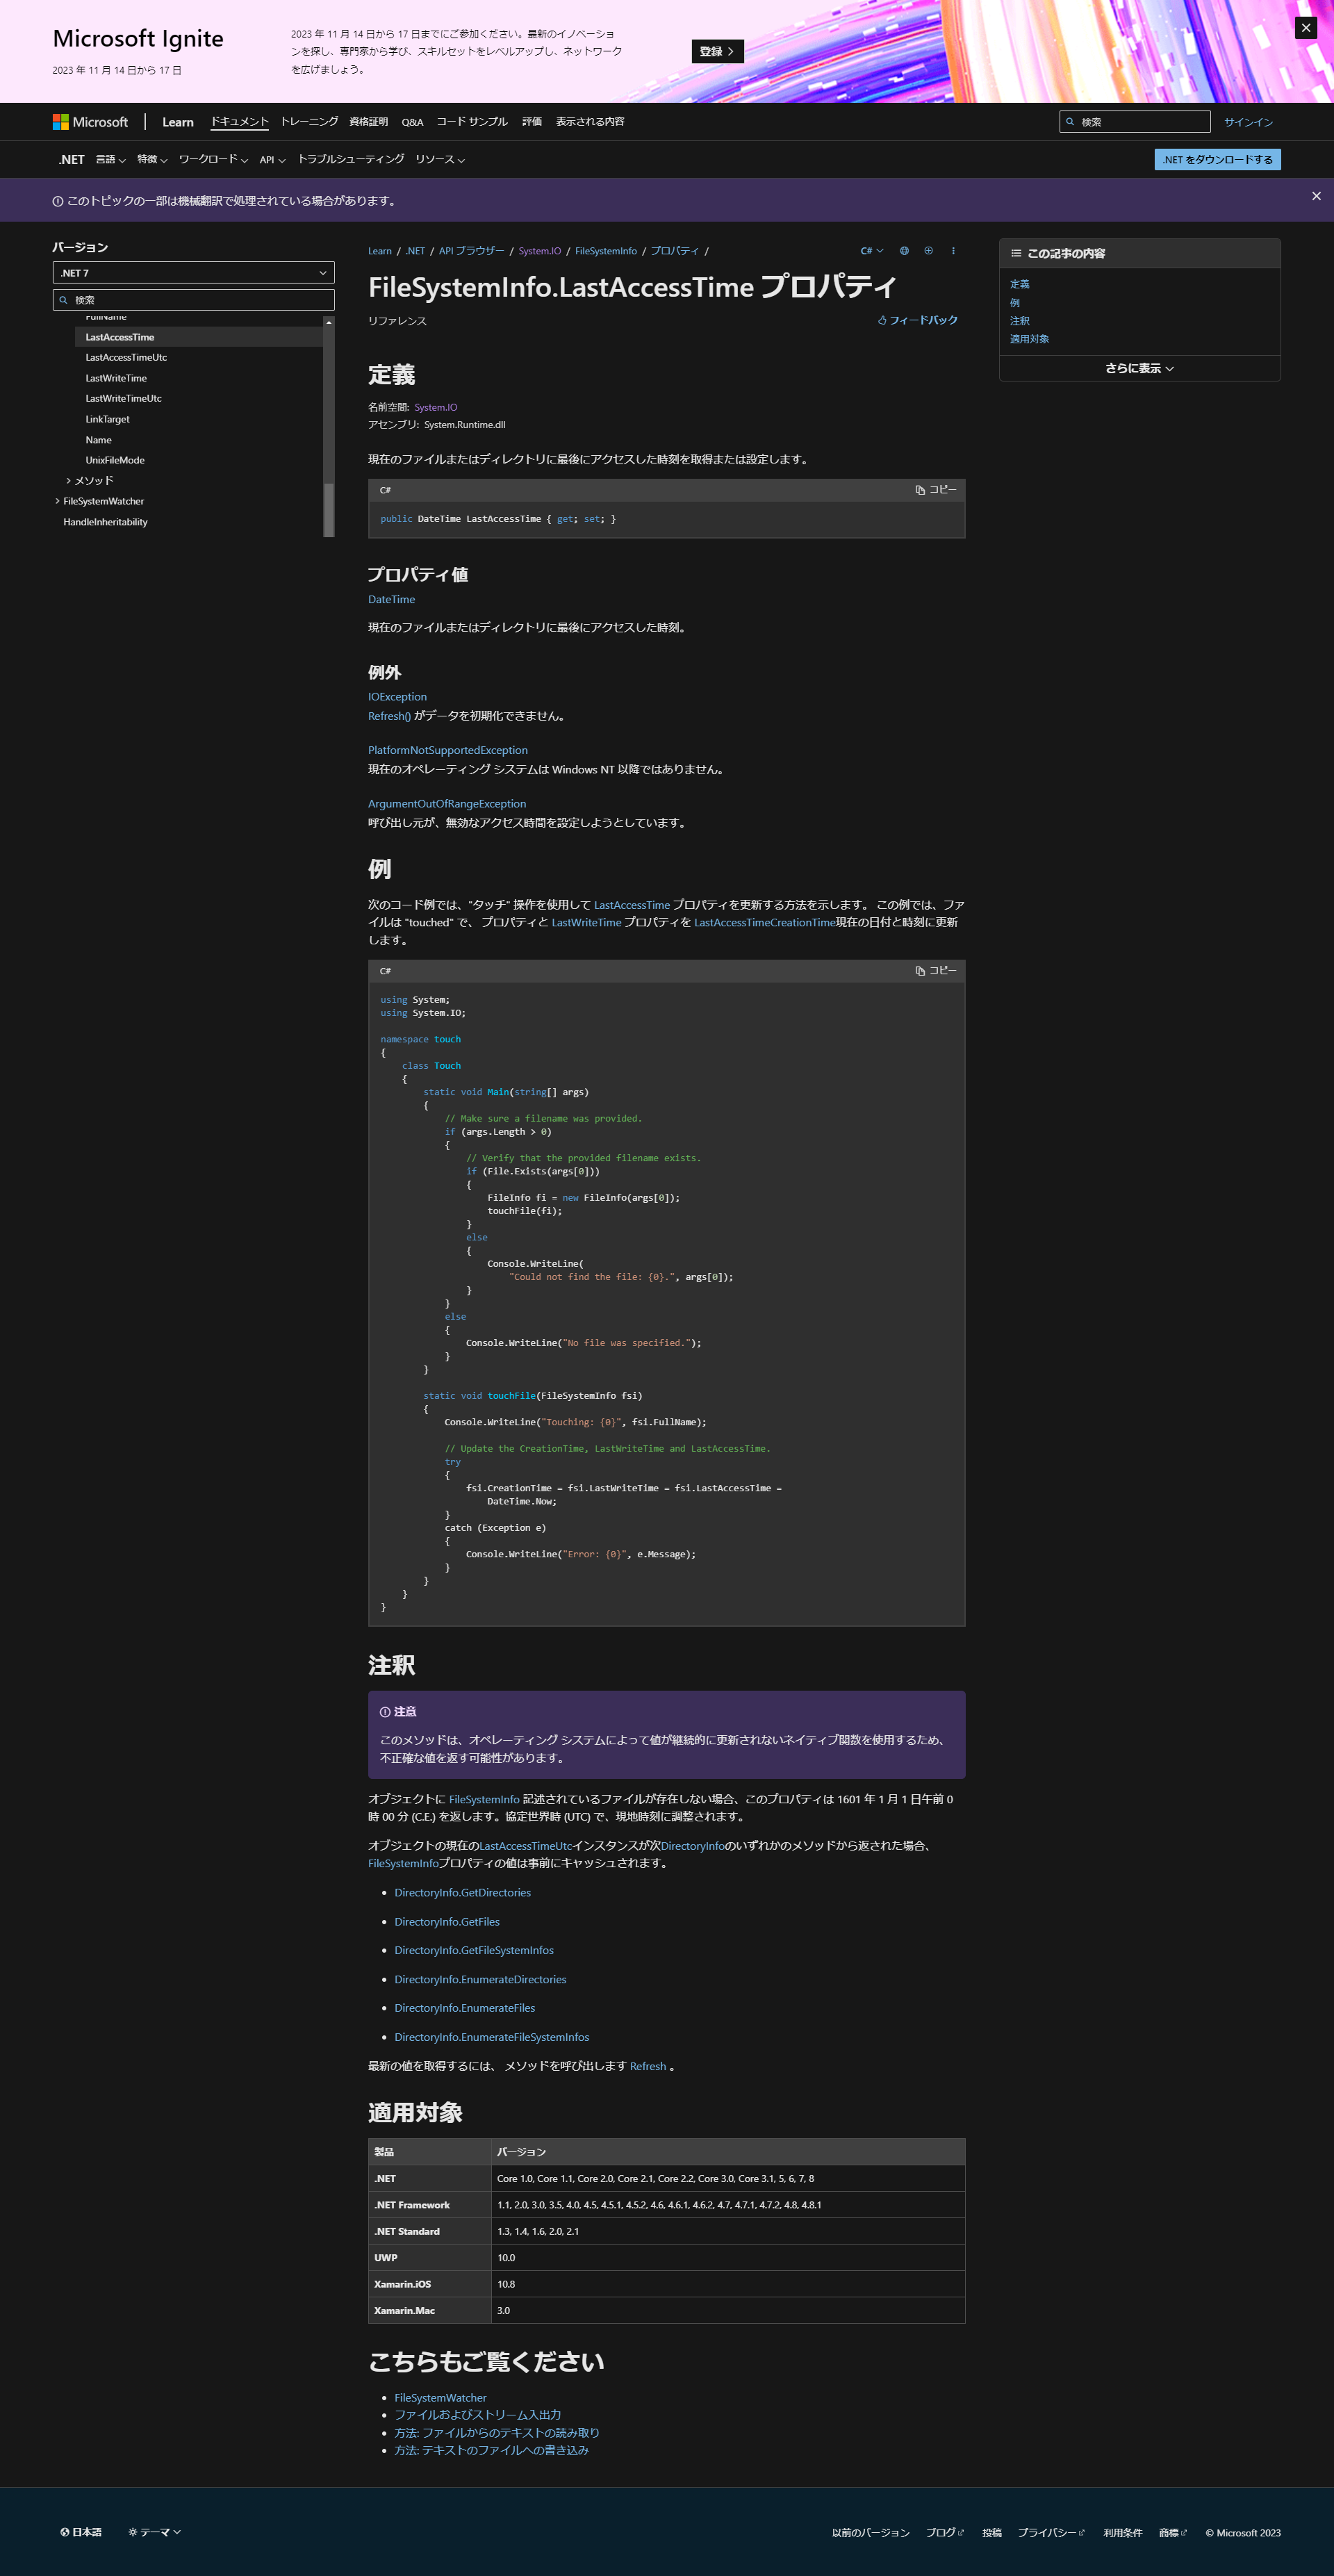 Microsoft Ignite
2023 年 11 月 14 日から 17 日
2023 年 11 月 14 日から 17 日までにご参加ください。最新のイノベーショ
ンを探し、専門家から学び、スキルセットをレベルアップし、ネットワーク
を広げましょう。
登録
Microsoft Learn ドキュメント トレーニング 資格証明 Q&A コード サンプル 評価 表示される内容 検索 サインイン
.NET 言語 特徴 ワークロード API トラブルシューティング リソース .NET をダウンロードする
このトピックの一部は機械翻訳で処理されている場合があります。
バージョン
.NET 7
検索
FullName
LastAccessTime
LastAccessTimeUtc
LastWriteTime
LastWriteTimeUtc
LinkTarget
Name
UnixFileMode
メソッド
FileSystemWatcher
HandleInheritability
Learn / .NET / API ブラウザー / System.IO / FileSystemInfo / プロパティ / C#
FileSystemInfo.LastAccessTime プロパティ
リファレンス フィードバック
この記事の内容
定義
例
注釈
適用対象
さらに表示
定義
名前空間: System.IO
アセンブリ: System.Runtime.dll
現在のファイルまたはディレクトリに最後にアクセスした時刻を取得または設定します。
C# コピー
public DateTime LastAccessTime { get; set; }
プロパティ値
DateTime
現在のファイルまたはディレクトリに最後にアクセスした時刻。
例外
IOException
Refresh() がデータを初期化できません。
PlatformNotSupportedException
現在のオペレーティング システムは Windows NT 以降ではありません。
ArgumentOutOfRangeException
呼び出し元が、無効なアクセス時間を設定しようとしています。
例
次のコード例では、"タッチ" 操作を使用して LastAccessTime プロパティを更新する方法を示します。 この例では、ファ
イルは "touched" で、 プロパティと LastWriteTime プロパティを LastAccessTimeCreationTime現在の日付と時刻に更新
します。
C# コピー
using System;
using System.IO;
namespace touch
{
class Touch
{
static void Main(string[] args)
{
// Make sure a filename was provided.
if (args.Length > 0)
{
// Verify that the provided filename exists.
if (File.Exists(args[0]))
{
FileInfo fi = new FileInfo(args[0]);
touchFile(fi);
}
else
{
Console.WriteLine(
"Could not find the file: {0}.", args[0]);
}
}
else
{
Console.WriteLine("No file was specified.");
}
}
static void touchFile(FileSystemInfo fsi)
{
Console.WriteLine("Touching: {0}", fsi.FullName);
// Update the CreationTime, LastWriteTime and LastAccessTime.
try
{
fsi.CreationTime = fsi.LastWriteTime = fsi.LastAccessTime =
DateTime.Now;
}
catch (Exception e)
{
Console.WriteLine("Error: {0}", e.Message);
}
}
}
}
注釈
注意
このメソッドは、オペレーティング システムによって値が継続的に更新されないネイティブ関数を使用するため、
不正確な値を返す可能性があります。
オブジェクトに FileSystemInfo 記述されているファイルが存在しない場合、このプロパティは 1601 年 1 月 1 日午前 0
時 00 分 (C.E.) を返します。協定世界時 (UTC) で、現地時刻に調整されます。
オブジェクトの現在のLastAccessTimeUtcインスタンスが次DirectoryInfoのいずれかのメソッドから返された場合、
FileSystemInfoプロパティの値は事前にキャッシュされます。
DirectoryInfo.GetDirectories
DirectoryInfo.GetFiles
DirectoryInfo.GetFileSystemInfos
DirectoryInfo.EnumerateDirectories
DirectoryInfo.EnumerateFiles
DirectoryInfo.EnumerateFileSystemInfos
最新の値を取得するには、 メソッドを呼び出します Refresh 。
適用対象
製品 バージョン
.NET Core 1.0, Core 1.1, Core 2.0, Core 2.1, Core 2.2, Core 3.0, Core 3.1, 5, 6, 7, 8
.NET Framework 1.1, 2.0, 3.0, 3.5, 4.0, 4.5, 4.5.1, 4.5.2, 4.6, 4.6.1, 4.6.2, 4.7, 4.7.1, 4.7.2, 4.8, 4.8.1
.NET Standard 1.3, 1.4, 1.6, 2.0, 2.1
UWP 10.0
Xamarin.iOS 10.8
Xamarin.Mac 3.0
こちらもご覧ください
FileSystemWatcher
ファイルおよびストリーム入出力
方法: ファイルからのテキストの読み取り
方法: テキストのファイルへの書き込み
日本語 テーマ 以前のバージョン ブログ 投稿 プライバシー 利用条件 商標 © Microsoft 2023